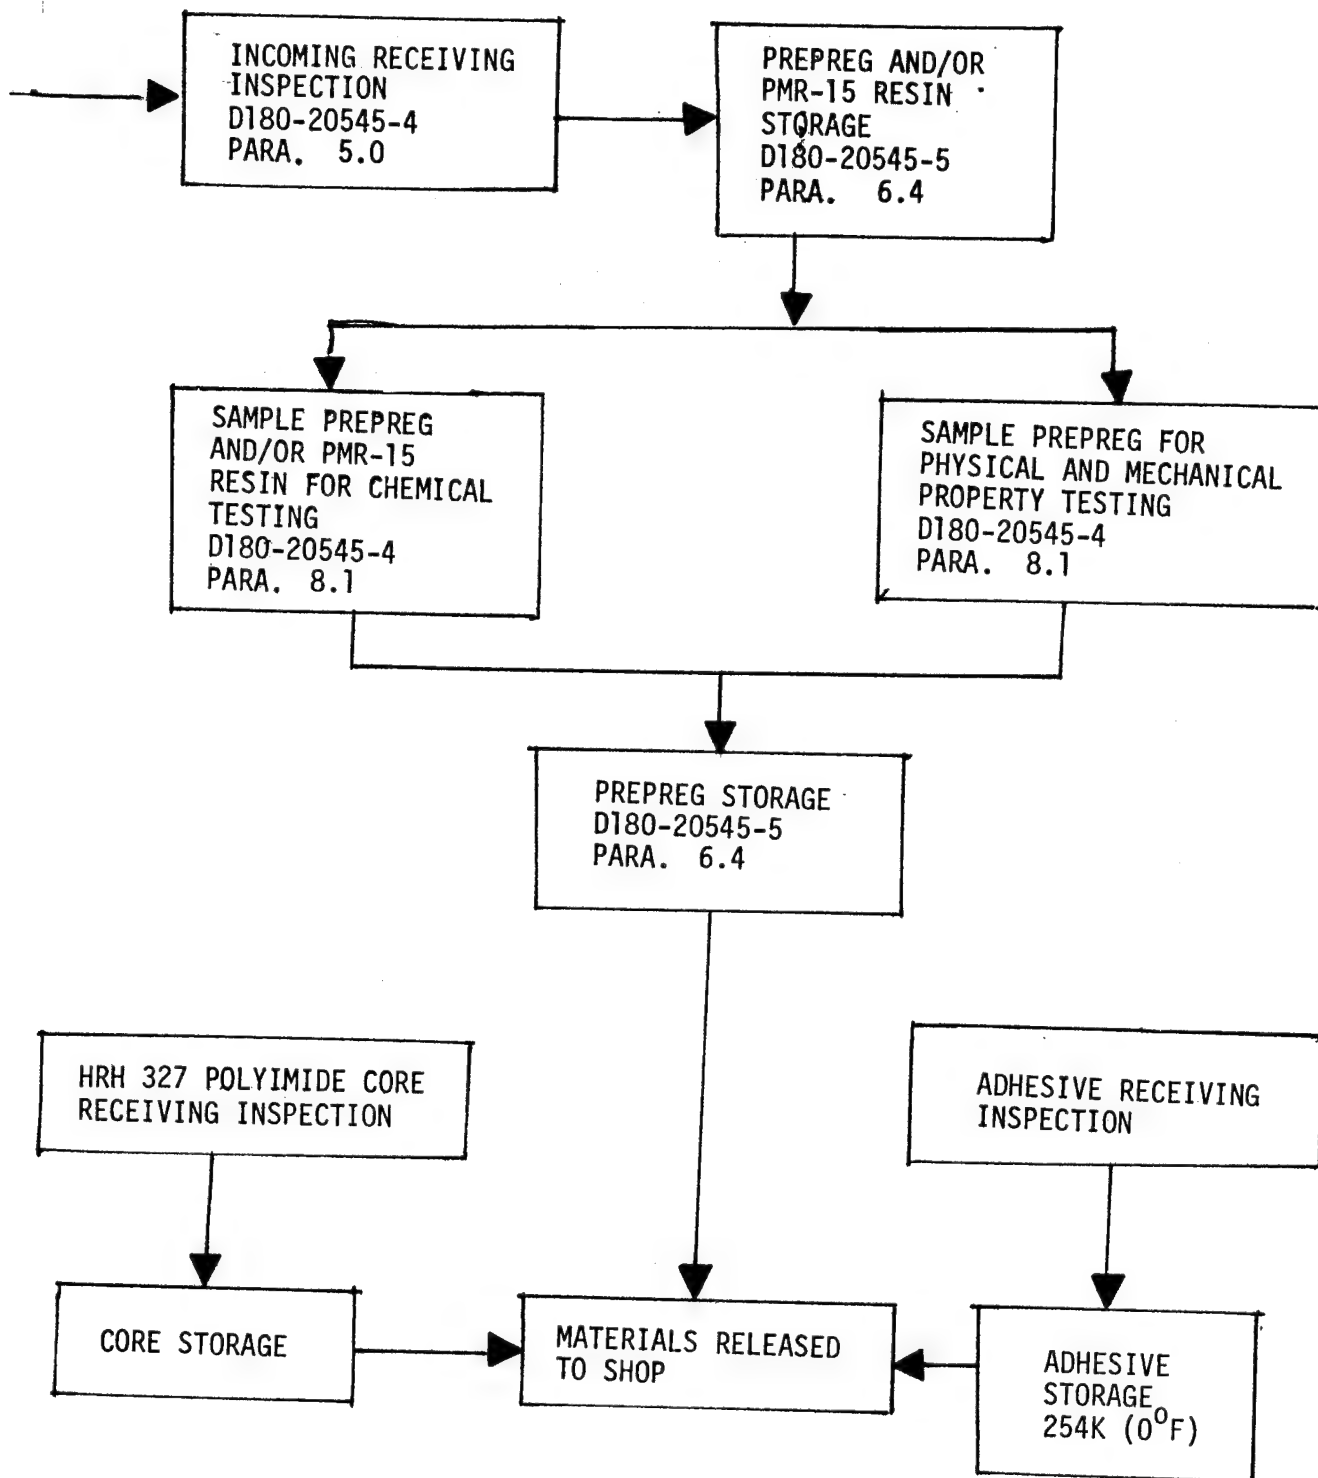 INCOMING RECEIVING
INSPECTION
D180-20545-4
PARA. 5.0
PREPREG AND/OR
PMR-15 RESIN
STORAGE
D180-20545-5
PARA. 6.4
SAMPLE PREPREG
AND/OR PMR-15
RESIN FOR CHEMICAL
TESTING
D180-20545-4
PARA. 8.1
SAMPLE PREPREG FOR
PHYSICAL AND MECHANICAL
PROPERTY TESTING
D180-20545-4
PARA. 8.1
PREPREG STORAGE
D180-20545-5
PARA. 6.4
HRH 327 POLYIMIDE CORE
RECEIVING INSPECTION
ADHESIVE RECEIVING
INSPECTION
CORE STORAGE
MATERIALS RELEASED
TO SHOP
ADHESIVE
STORAGE
254K (0°F)